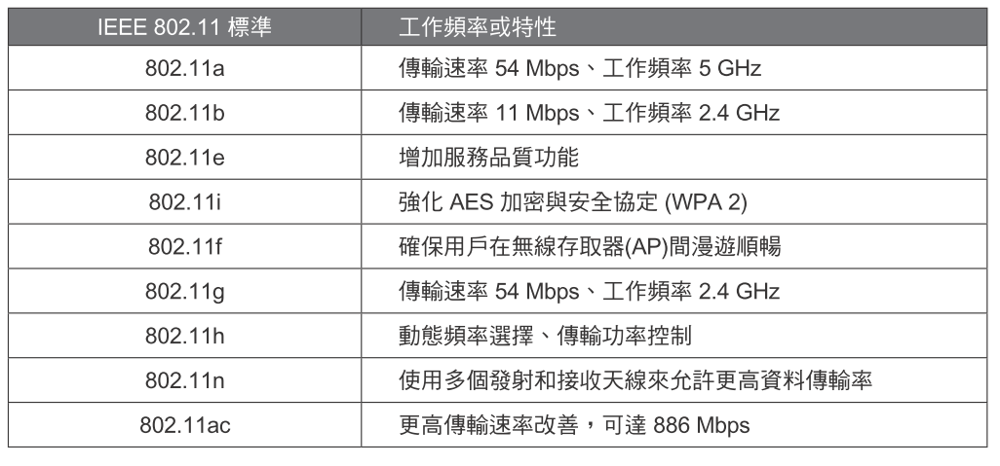 IEEE 802.11 標準 工作頻率或特性
802.11a 傳輸速率 54 Mbps、工作頻率 5 GHz
802.11b 傳輸速率 11 Mbps、工作頻率 2.4 GHz
802.11e 增加服務品質功能
802.11i 強化 AES 加密與安全協定 (WPA 2)
802.11f 確保用戶在無線存取器(AP)間漫遊順暢
802.11g 傳輸速率 54 Mbps、工作頻率 2.4 GHz
802.11h 動態頻率選擇、傳輸功率控制
802.11n 使用多個發射和接收天線來允許更高資料傳輸率
802.11ac 更高傳輸速率改善，可達 886 Mbps